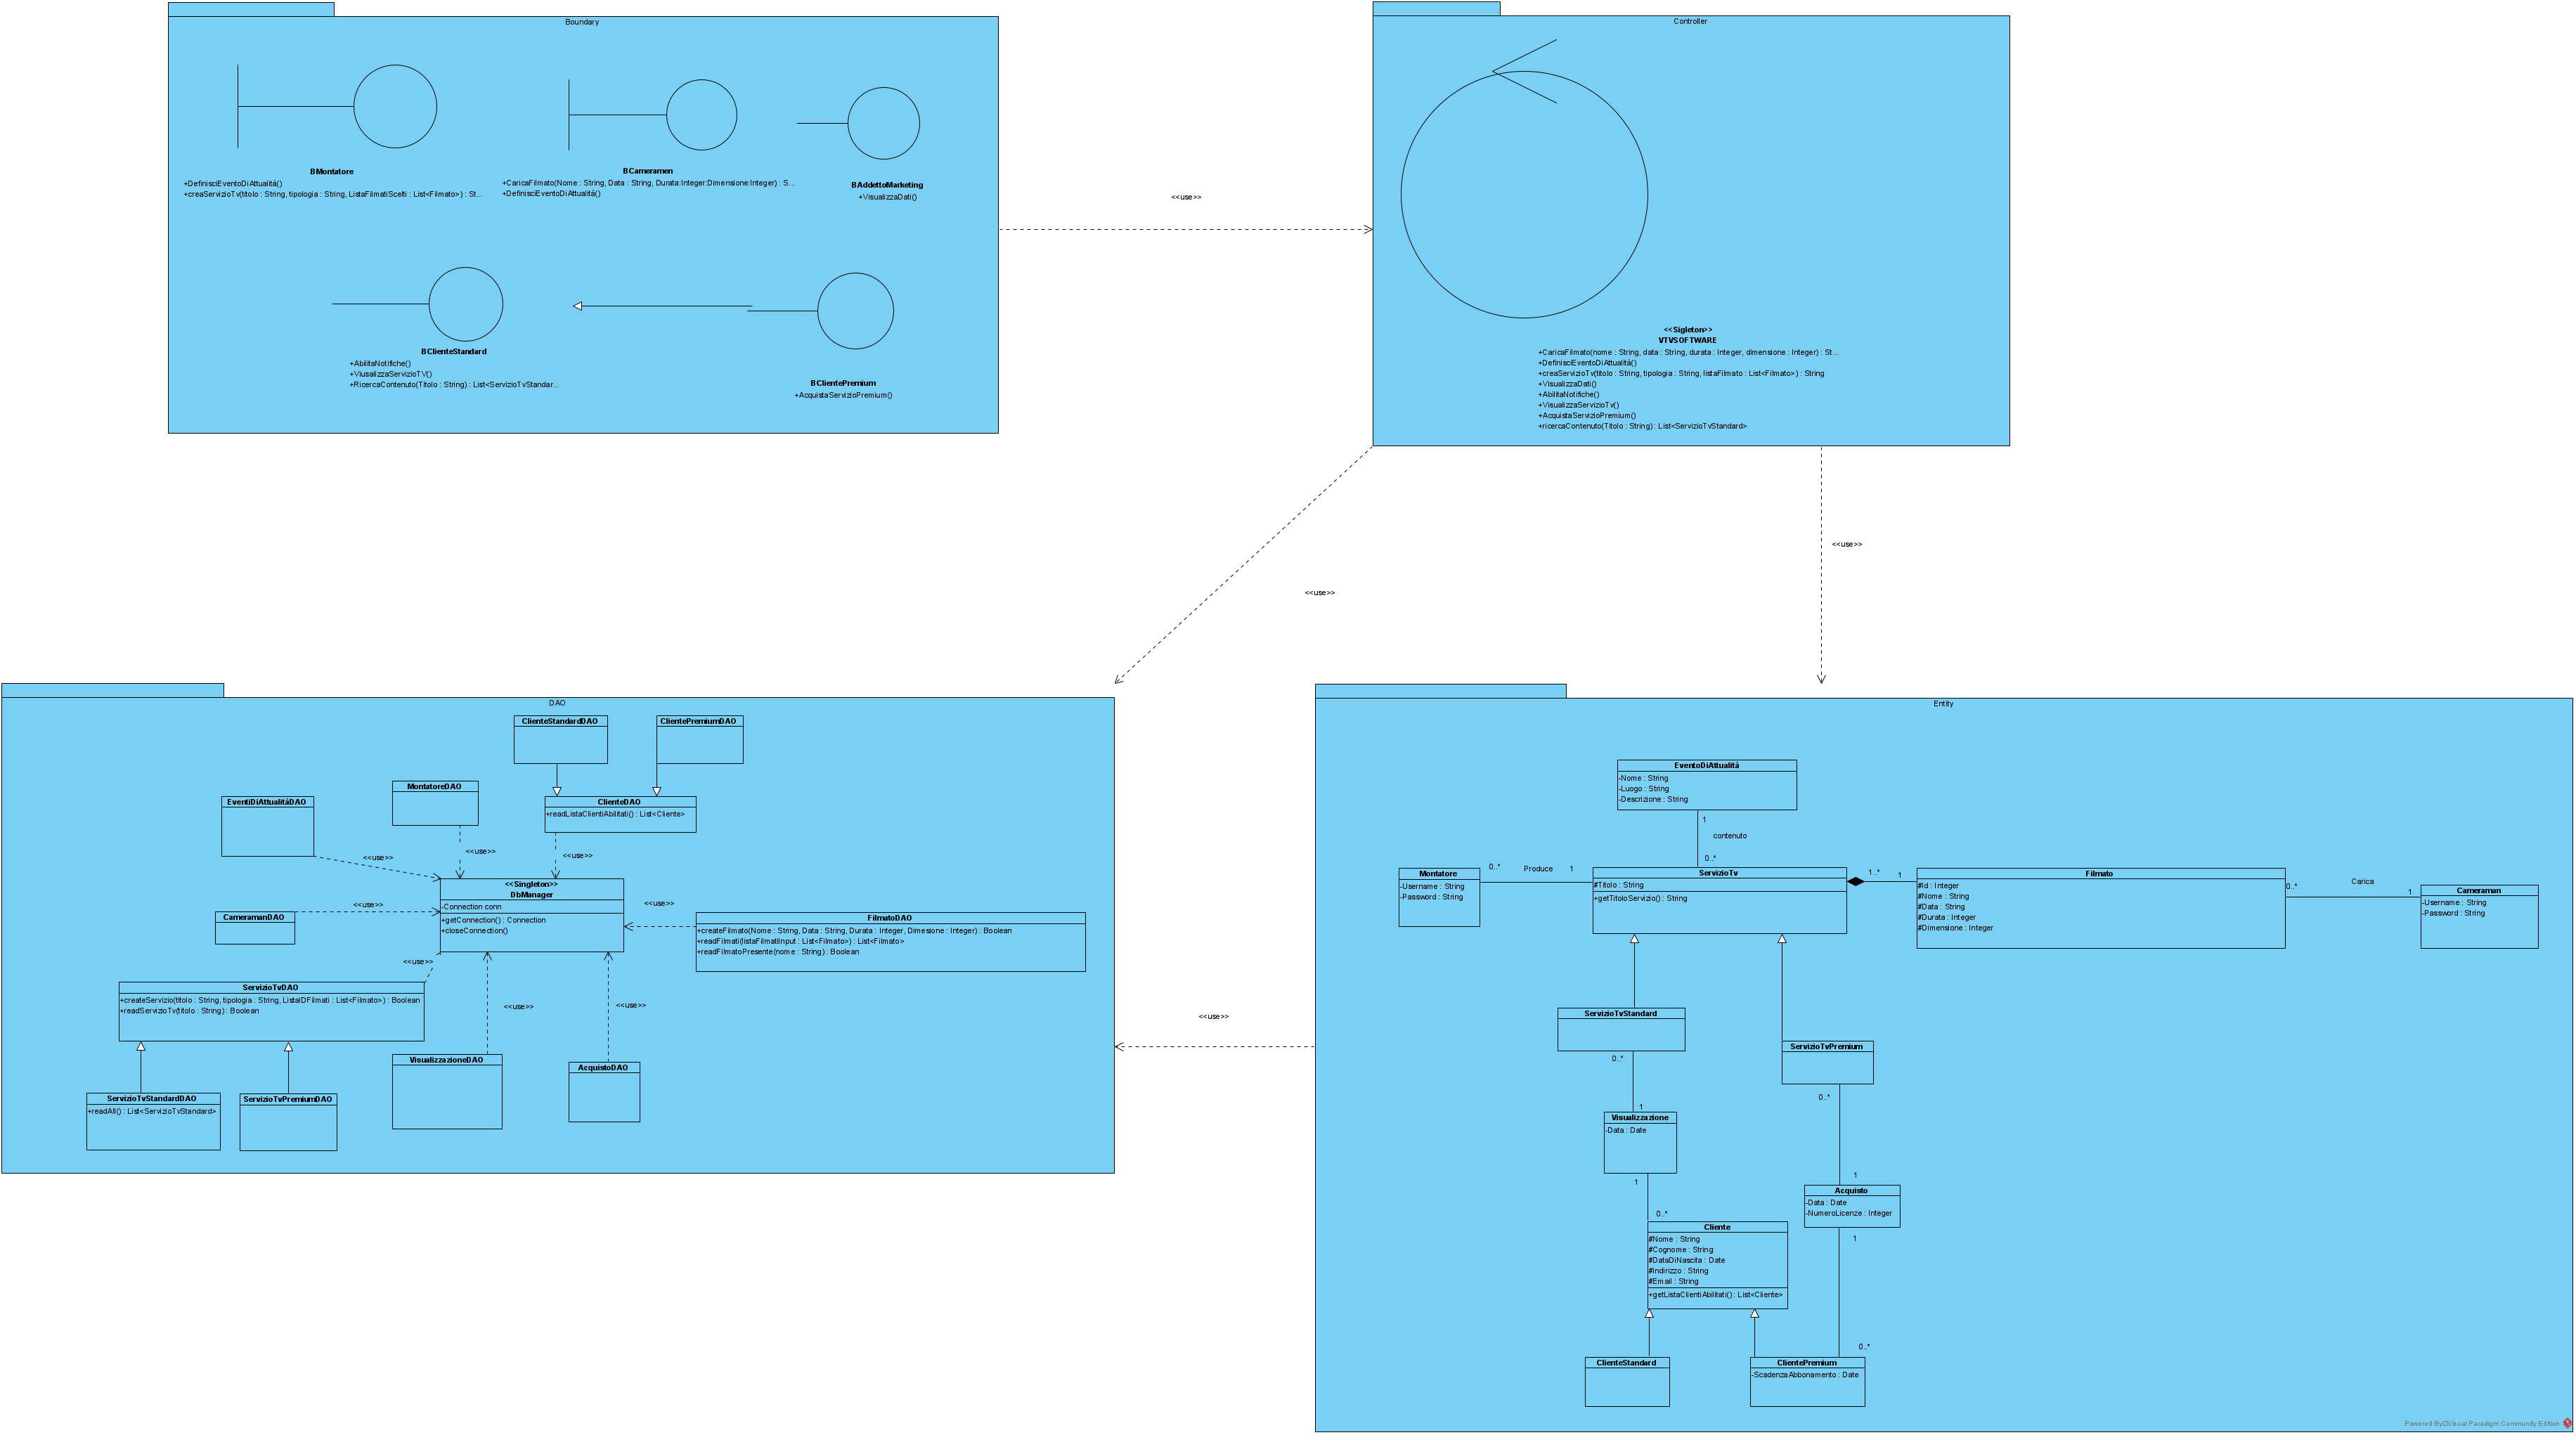 Boundary
BMontatore
+DefinisciEventoDiAttualità()
+creaServizioTv(titolo : String, tipologia : String, ListaFilmatiScelti : List<Filmato>) : St...
BCameramen
+CaricaFilmato(Nome : String, Data : String, Durata:Integer:Dimensione:Integer) : S...
+DefinisciEventoDiAttualità()
BAddettoMarketing
+VisualizzaDati()
BClienteStandard
+AbilitaNotifiche()
+ViusalizzaServizioTV()
+RicercaContenuto(Titolo : String) : List<ServizioTvStandar...
BClientePremium
+AcquistaServizioPremium()
<<use>>
Controller
<<Sigleton>>
VTVSOFTWARE
+CaricaFilmato(nome : String, data : String, durata : Integer, dimensione : Integer) : St...
+DefinisciEventoDiAttualità()
+creaServizioTv(titolo : String, tipologia : String, listaFilmato : List<Filmato>) : String
+VisualizzaDati()
+AbilitaNotifiche()
+VisualizzaServizioTv()
+AcquistaServizioPremium()
+ricercaContenuto(Titolo : String) : List<ServizioTvStandard>
<<use>>
<<use>>
DAO
ClienteStandardDAO
ClientePremiumDAO
MontatoreDAO
EventiDiAttualitàDAO
ClienteDAO
+readListaClientiAbilitati() : List<Cliente>
<<use>>
<<use>>
<<use>>
<<Singleton>>
DbManager
-Connection conn
+getConnection() : Connection
+closeConnection()
CameramanDAO
<<use>>
<<use>>
FilmatoDAO
+createFilmato(Nome : String, Data : String, Durata : Integer, Dimesione : Integer) : Boolean
+readFilmati(listaFilmatiInput : List<Filmato>) : List<Filmato>
+readFilmatoPresente(nome : String) : Boolean
<<use>>
ServizioTvDAO
+createServizio(titolo : String, tipologia : String, ListaIDFilmati : List<Filmato>) : Boolean
+readServizioTv(titolo : String) : Boolean
<<use>>
<<use>>
VisualizzazioneDAO
AcquistoDAO
ServizioTvStandardDAO
+readAll() : List<ServizioTvStandard>
ServizioTvPremiumDAO
<<use>>
Entity
EventoDiAttualità
-Nome : String
-Luogo : String
-Descrizione : String
1
contenuto
0..*
Montatore
-Username : String
-Password : String
0..*
Produce
1
ServizioTv
#Titolo : String
+getTitoloServizio() : String
1..*
1
Filmato
#Id : Integer
#Nome : String
#Data : String
#Durata : Integer
#Dimensione : Integer
0..*
Carica
1
Cameraman
-Username : String
-Password : String
ServizioTvStandard
0..*
ServizioTvPremium
0..*
1
Visualizzazione
-Data : Date
1
0..*
1
Acquisto
-Data : Date
-NumeroLicenze : Integer
1
0..*
Cliente
#Nome : String
#Cognome : String
#DataDiNascita : Date
#Indirizzo : String
#Email : String
+getListaClientiAbilitati() : List<Cliente>
ClienteStandard
ClientePremium
-ScadenzaAbbonamento : Date
Powered By Visual Paradigm Community Edition